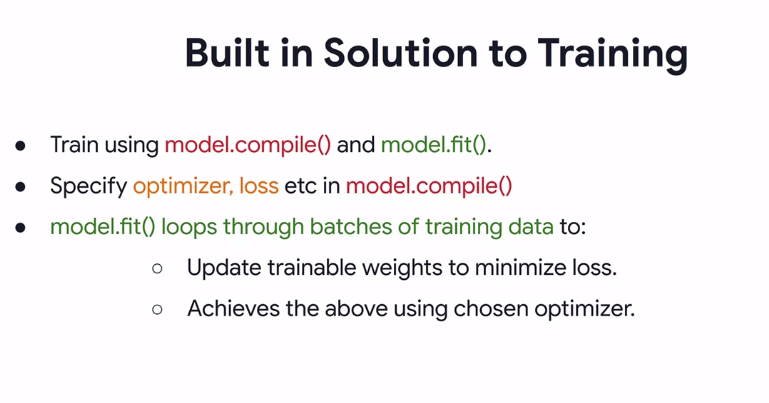 Built in Solution to Training
● Train using model.compile() and model.fit().
● Specify optimizer, loss etc in model.compile()
● model.fit() loops through batches of training data to:
○ Update trainable weights to minimize loss.
○ Achieves the above using chosen optimizer.